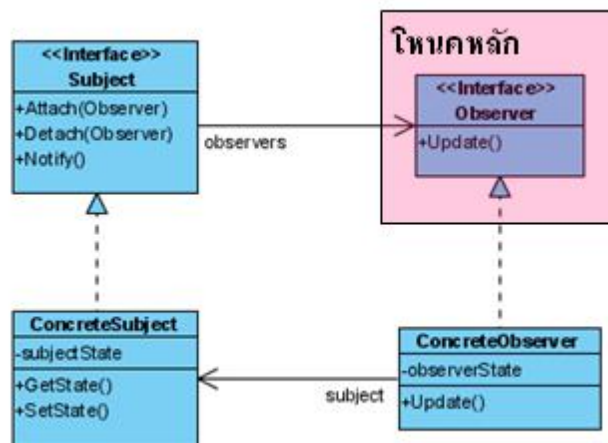 <<Interface>>
Subject
+Attach(Observer)
+Detach(Observer)
+Notify()
observers
โหนดหลัก
<<Interface>>
Observer
+Update()
ConcreteSubject
-subjectState
+GetState()
+SetState()
subject
ConcreteObserver
-observerState
+Update()